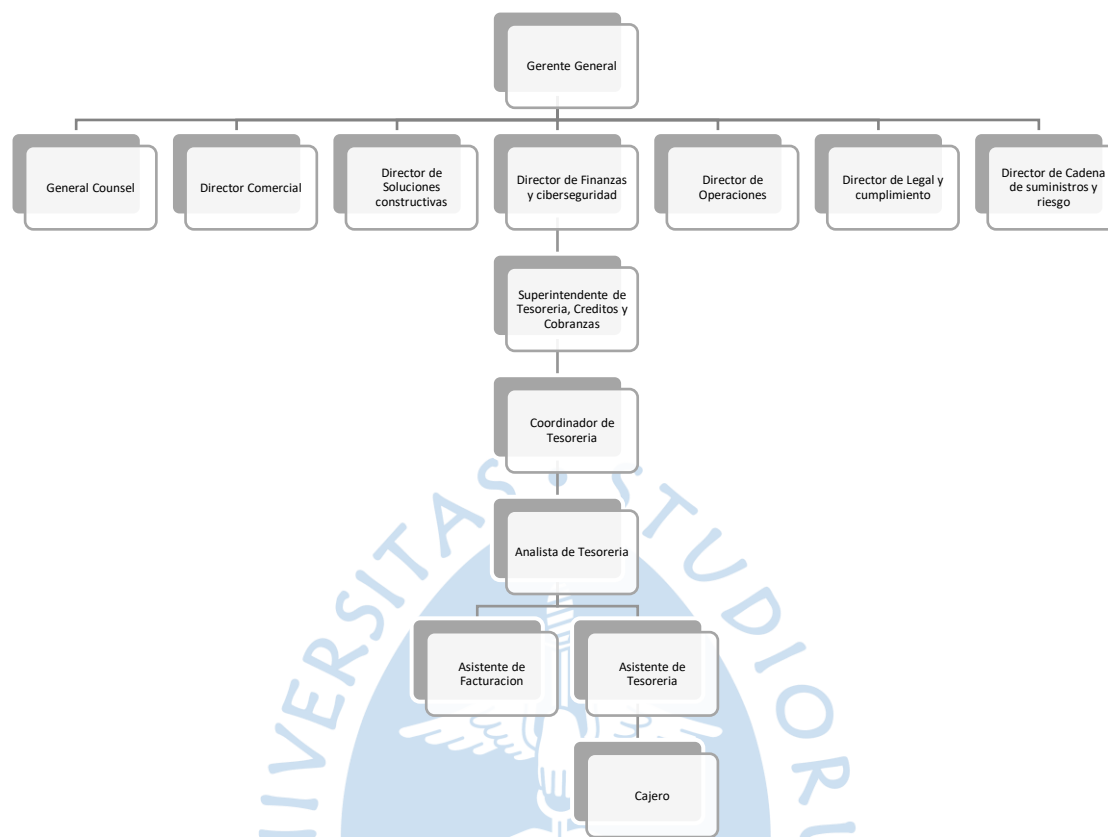 Gerente General
General Counsel
Director Comercial
Director de
Soluciones
constructivas
Director de Finanzas
y ciberseguridad
Director de
Operaciones
Director de Legal y
cumplimiento
Director de Cadena
de suministros y
riesgo
Superintendente de
Tesoreria, Creditos y
Cobranzas
Coordinador de
Tesoreria
Analista de Tesoreria
Asistente de
Facturacion
Asistente de
Tesoreria
Cajero